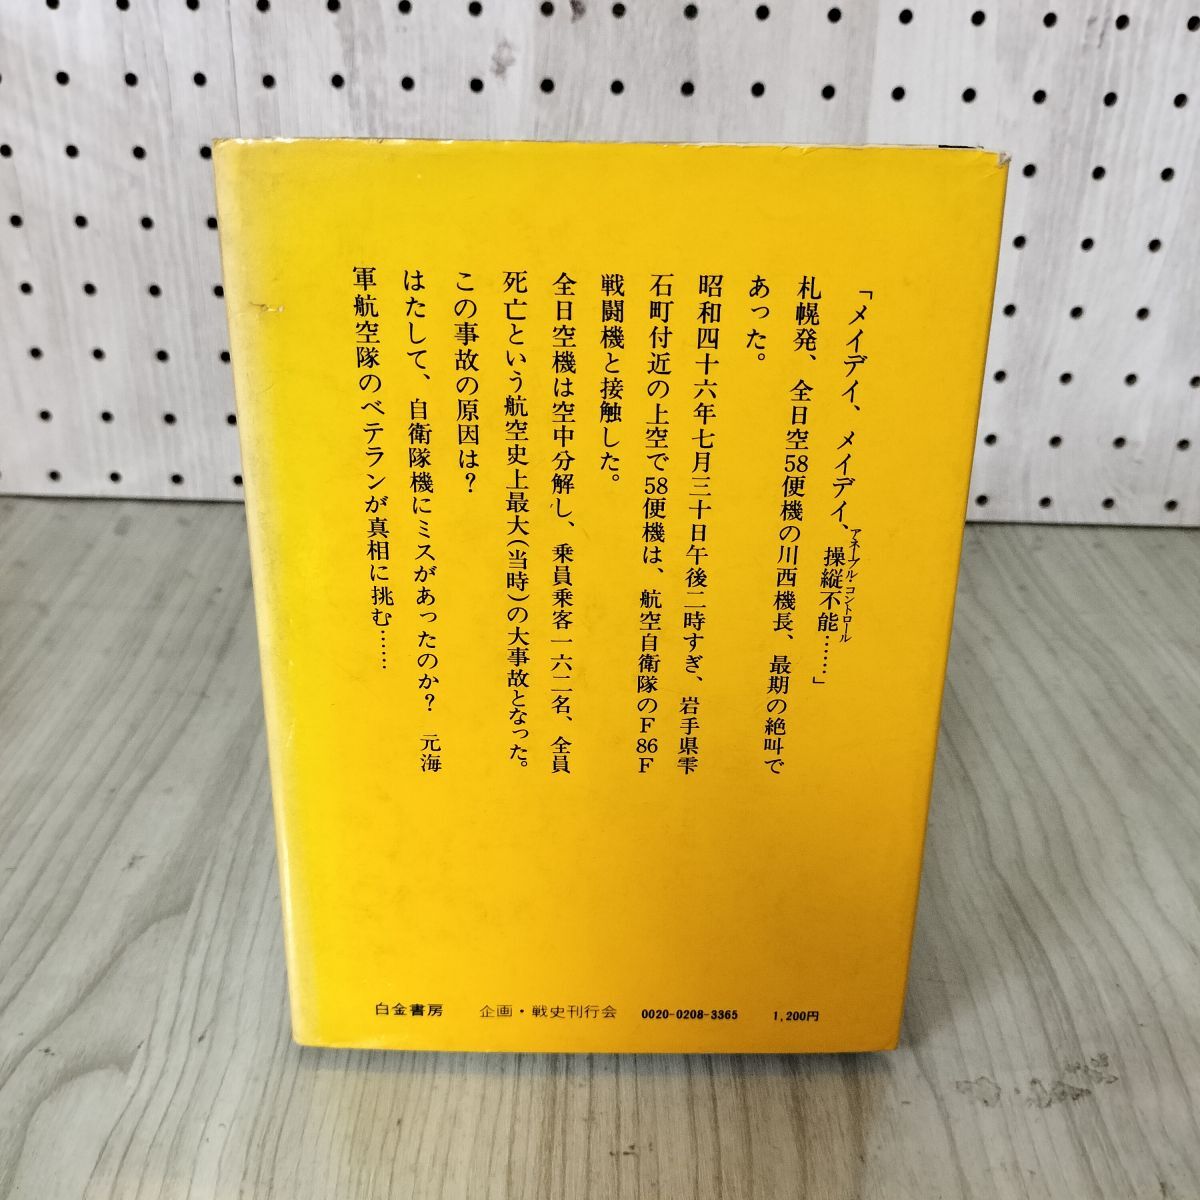 「メイデイ、メイデイ、操縦不能……」
アネーブル・コントロール
札幌発、全日空58便機の川西機長、最期の絶叫で
あった。
昭和四十六年七月三十日午後二時すぎ、岩手県雫
石町付近の上空で58便機は、航空自衛隊のF86F
戦闘機と接触した。
全日空機は空中分解し、乗員乗客一六二名、全員
死亡という航空史上最大(当時)の大事故となった。
この事故の原因は?
はたして、自衛隊機にミスがあったのか? 元海
軍航空隊のベテランが真相に挑む……
白金書房 企画・戦史刊行会 0020-0208-3365 1,200円